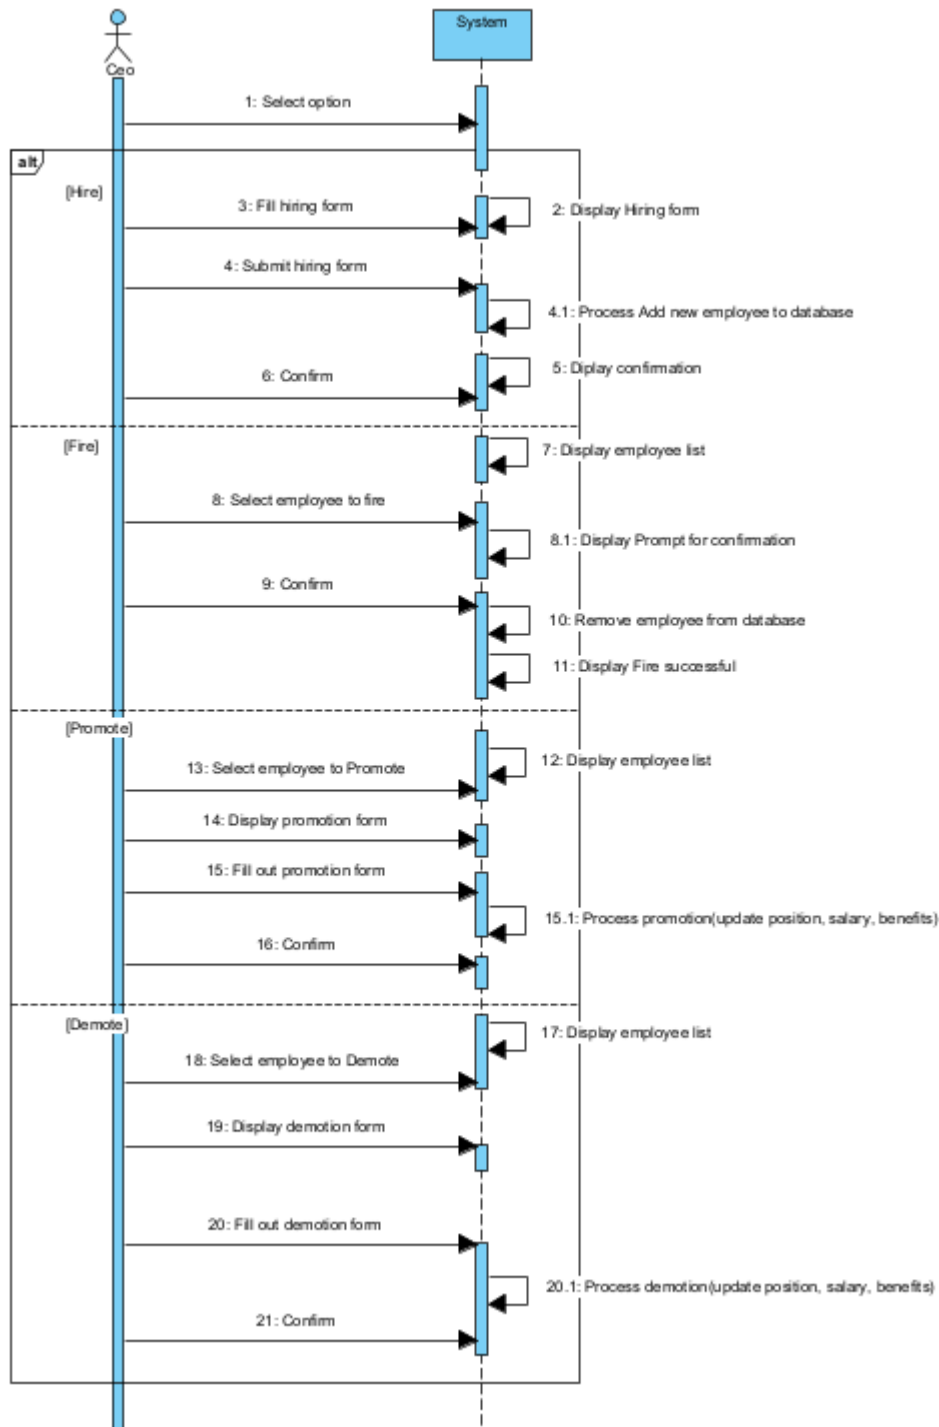 System
Ceo
1: Select option
alt
[Hire]
3: Fill hiring form
2: Display Hiring form
4: Submit hiring form
4.1: Process Add new employee to database
6: Confirm
5: Diplay confirmation
[Fire]
7: Display employee list
8: Select employee to fire
8.1: Display Prompt for confirmation
9: Confirm
10: Remove employee from database
11: Display Fire successful
[Promote]
12: Display employee list
13: Select employee to Promote
14: Display promotion form
15: Fill out promotion form
15.1: Process promotion(update position, salary, benefits)
16: Confirm
[Demote]
17: Display employee list
18: Select employee to Demote
19: Display demotion form
20: Fill out demotion form
20.1: Process demotion(update position, salary, benefits)
21: Confirm